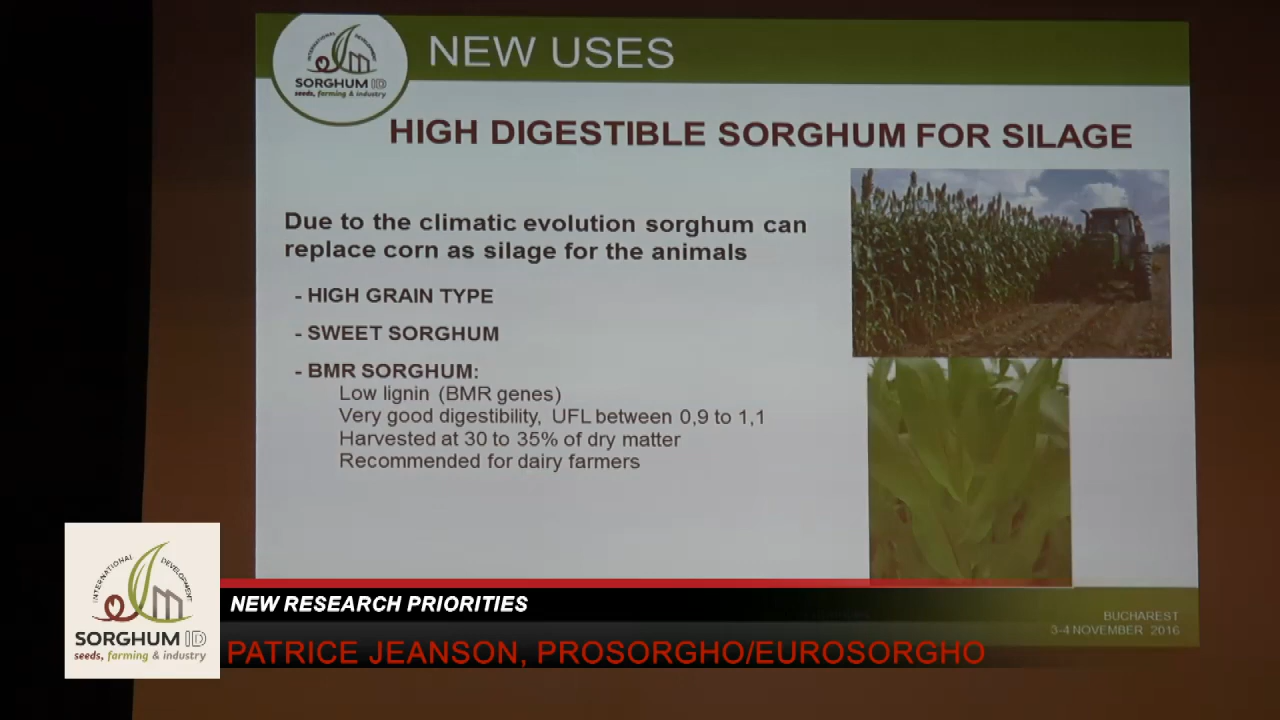 INTERNATIONAL DEVELOPMENT
SORGHUM ID
seeds, farming & industry
NEW USES
HIGH DIGESTIBLE SORGHUM FOR SILAGE
Due to the climatic evolution sorghum can
replace corn as silage for the animals
- HIGH GRAIN TYPE
- SWEET SORGHUM
- BMR SORGHUM:
Low lignin (BMR genes)
Very good digestibility, UFL between 0,9 to 1,1
Harvested at 30 to 35% of dry matter
Recommended for dairy farmers
BUCHAREST
3-4 NOVEMBER 2016
INTERNATIONAL DEVELOPMENT
SORGHUM ID
seeds, farming & industry
NEW RESEARCH PRIORITIES
PATRICE JEANSON, PROSORGHO/EUROSORGHO